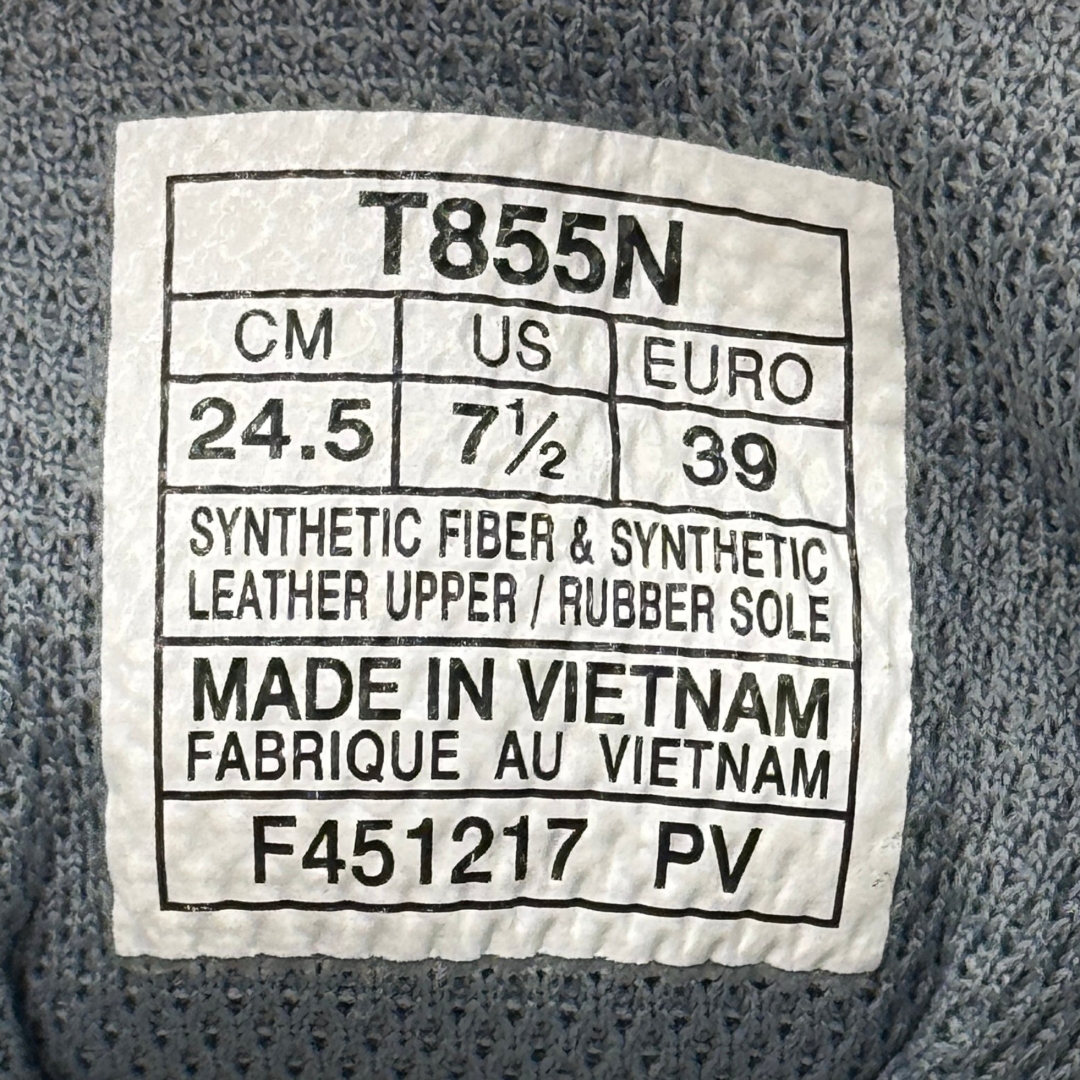 T855N
CM US EURO
24.5 7½ 39
SYNTHETIC FIBER & SYNTHETIC
LEATHER UPPER / RUBBER SOLE
MADE IN VIETNAM
FABRIQUE AU VIETNAM
F451217 PV